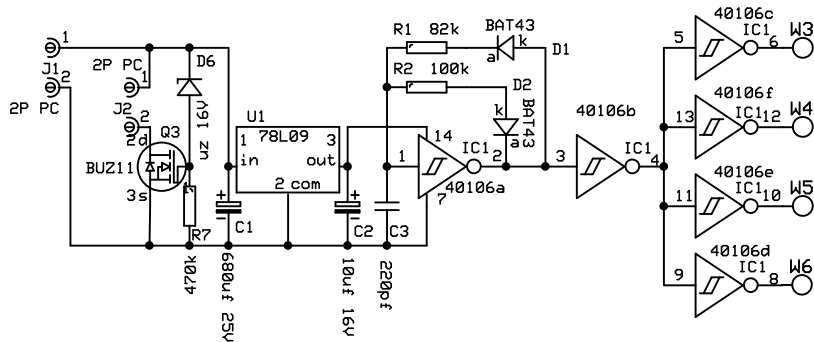 1
J1
2
2P PC
2P PC
1
J2
2
2
d
Q3
BUZ11
3
s
D6
uz 16V
R7
470k
U1
78L09
1
3
in
out
2 com
C1
680uf 25V
C2
10uf 16V
C3
220pf
R1 82k
R2 100k
BAT43
k
a
D1
D2
k
BAT43
a
14
1
IC1
2
40106a
7
40106b
3
IC1
4
40106c
5
IC1
6
W3
40106f
13
IC1
12
W4
40106e
11
IC1
10
W5
40106d
9
IC1
8
W6